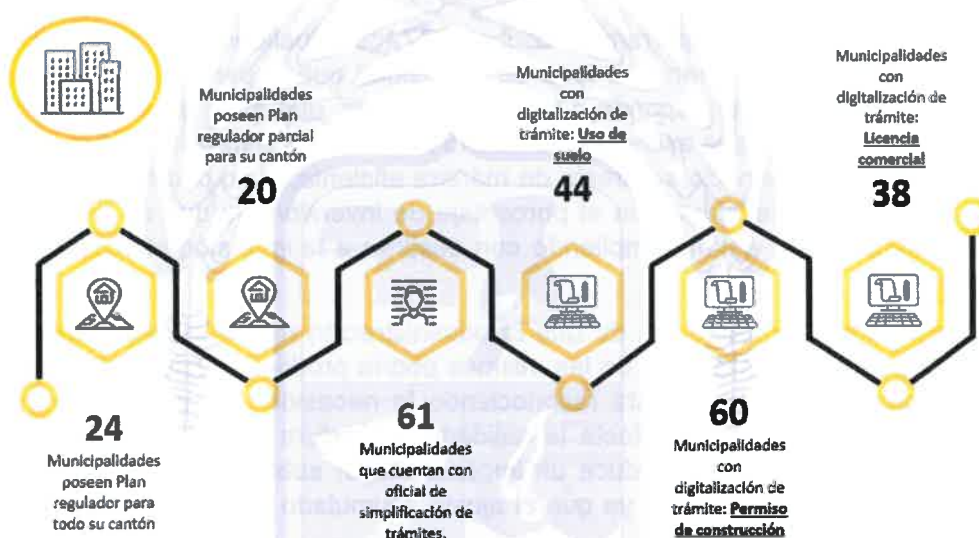 24
Municipalidades
poseen Plan
regulador para
todo su cantón
Municipalidades
poseen Plan
regulador parcial
para su cantón
20
61
Municipalidades
que cuentan con
oficial de
simplificación de
trámites.
Municipalidades
con
digitalización de
trámite: Uso de
suelo
44
60
Municipalidades
con
digitalización de
trámite: Permiso
de construcción
Municipalidades
con
digitalización de
trámite:
Licencia
comercial
38